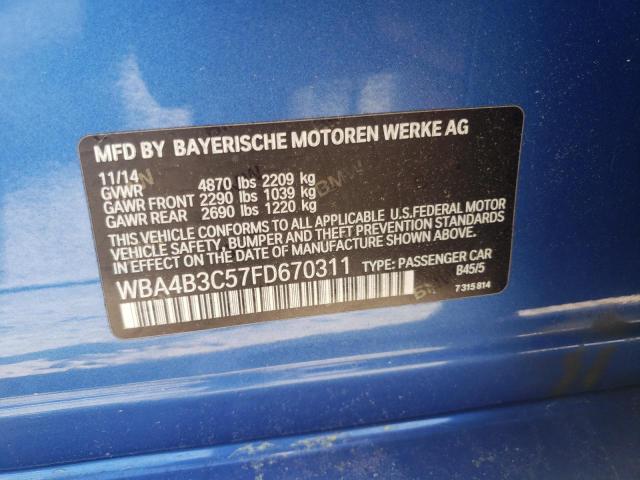 MFD BY BAYERISCHE MOTOREN WERKE AG
11/14
GVWR 4870 lbs 2209 kg
GAWR FRONT 2290 lbs 1039 kg
GAWR REAR 2690 lbs 1220 kg
THIS VEHICLE CONFORMS TO ALL APPLICABLE U.S.FEDERAL MOTOR
VEHICLE SAFETY, BUMPER, AND THEFT PREVENTION STANDARDS
IN EFFECT ON THE DATE OF MANUFACTURE SHOWN ABOVE.
WBA4B3C57FD670311 TYPE: PASSENGER CAR
B45/5
7 315 814